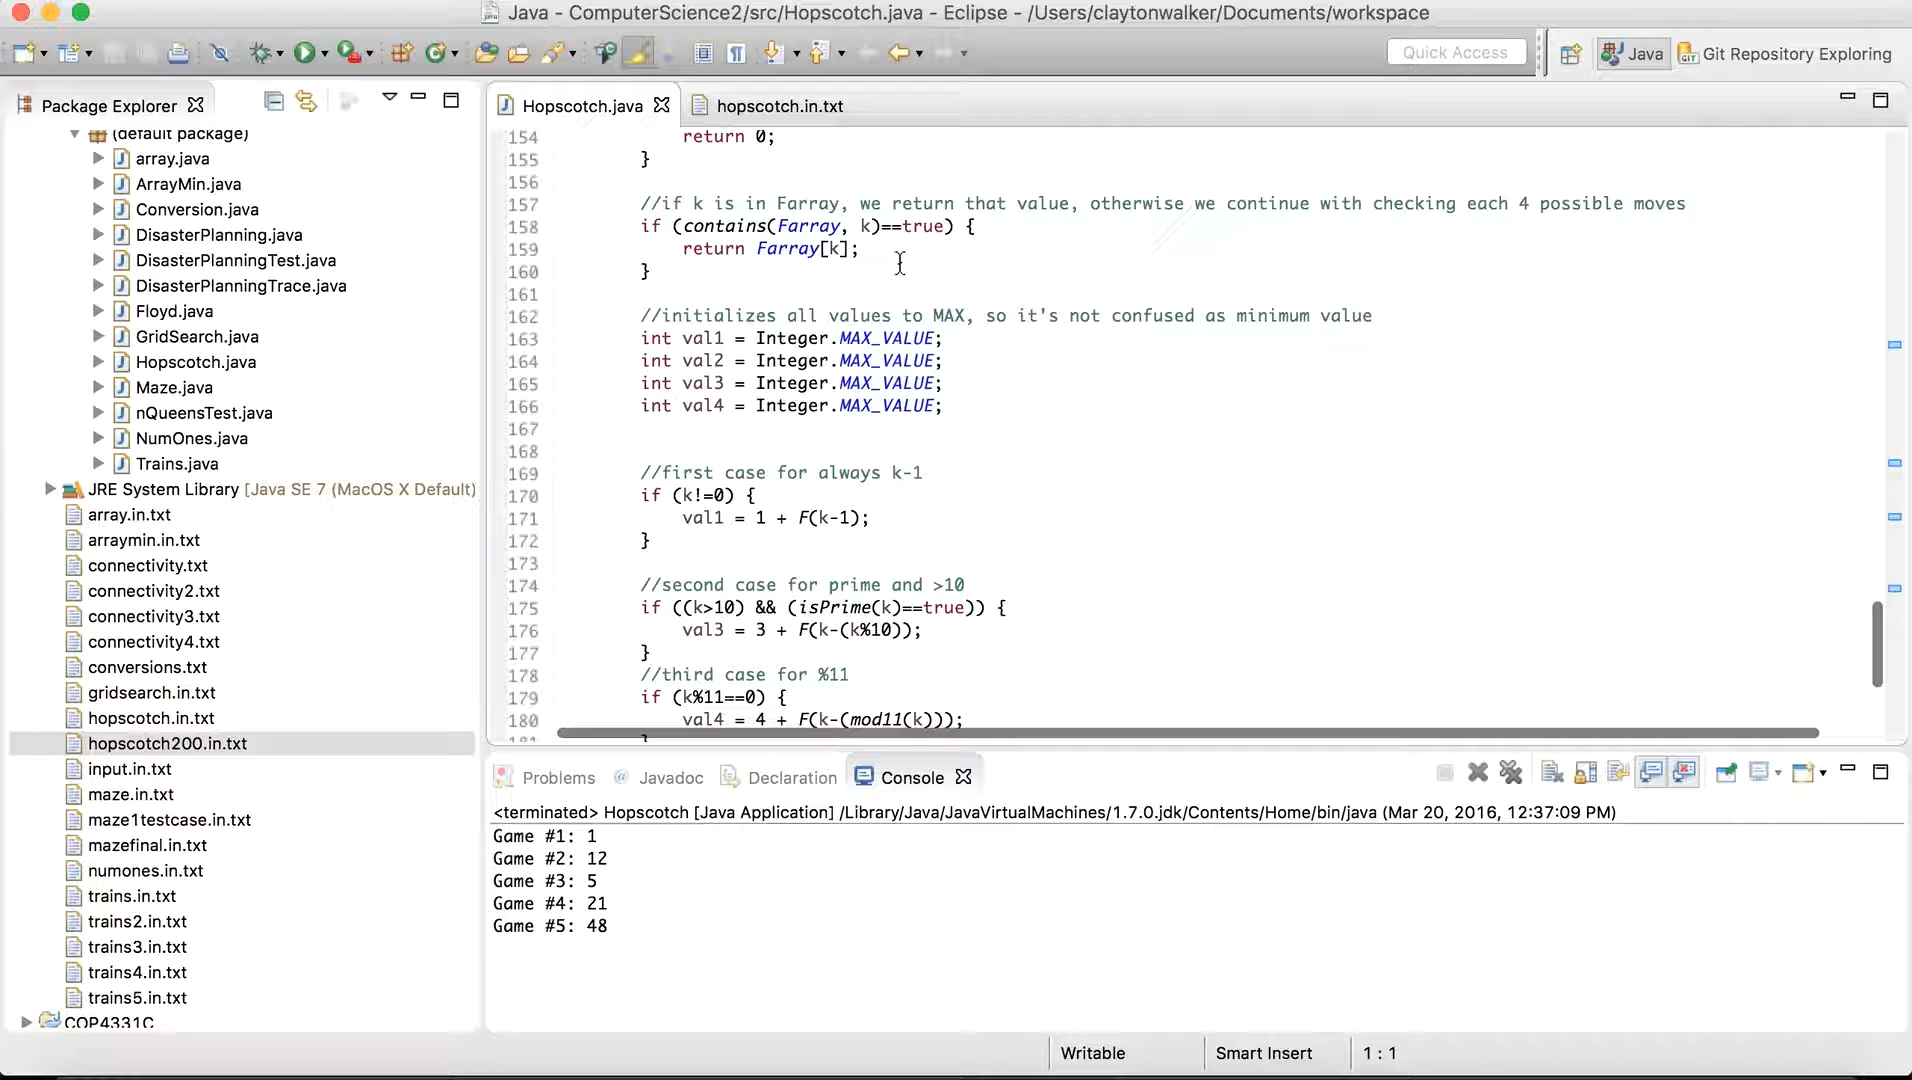 Java - ComputerScience2/src/Hopscotch.java - Eclipse - /Users/claytonwalker/Documents/workspace
Quick Access
Java
Git Repository Exploring
Package Explorer
(default package)
array.java
ArrayMin.java
Conversion.java
DisasterPlanning.java
DisasterPlanningTest.java
DisasterPlanningTrace.java
Floyd.java
GridSearch.java
Hopscotch.java
Maze.java
nQueensTest.java
NumOnes.java
Trains.java
JRE System Library [Java SE 7 (MacOS X Default)
array.in.txt
arraymin.in.txt
connectivity.txt
connectivity2.txt
connectivity3.txt
connectivity4.txt
conversions.txt
gridsearch.in.txt
hopscotch.in.txt
hopscotch200.in.txt
input.in.txt
maze.in.txt
maze1testcase.in.txt
mazefinal.in.txt
numones.in.txt
trains.in.txt
trains2.in.txt
trains3.in.txt
trains4.in.txt
trains5.in.txt
COP4331C
Hopscotch.java
hopscotch.in.txt
154 return 0;
155 }
156
157 //if k is in Farray, we return that value, otherwise we continue with checking each 4 possible moves
158 if (contains(Farray, k)==true) {
159 return Farray[k];
160 }
161
162 //initializes all values to MAX, so it's not confused as minimum value
163 int val1 = Integer.MAX_VALUE;
164 int val2 = Integer.MAX_VALUE;
165 int val3 = Integer.MAX_VALUE;
166 int val4 = Integer.MAX_VALUE;
167
168
169 //first case for always k-1
170 if (k!=0) {
171 val1 = 1 + F(k-1);
172 }
173
174 //second case for prime and >10
175 if ((k>10) && (isPrime(k)==true)) {
176 val3 = 3 + F(k-(k%10));
177 }
178 //third case for %11
179 if (k%11==0) {
180 val4 = 4 + F(k-(mod11(k)));
Problems
Javadoc
Declaration
Console
<terminated> Hopscotch [Java Application] /Library/Java/JavaVirtualMachines/1.7.0.jdk/Contents/Home/bin/java (Mar 20, 2016, 12:37:09 PM)
Game #1: 1
Game #2: 12
Game #3: 5
Game #4: 21
Game #5: 48
Writable
Smart Insert
1 : 1